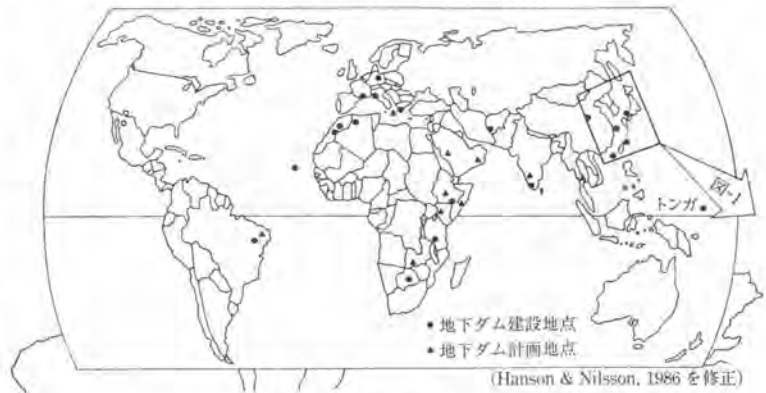 図-1
トンガ●
● 地下ダム建設地点
▲ 地下ダム計画地点
(Hanson & Nilsson, 1986 を修正)